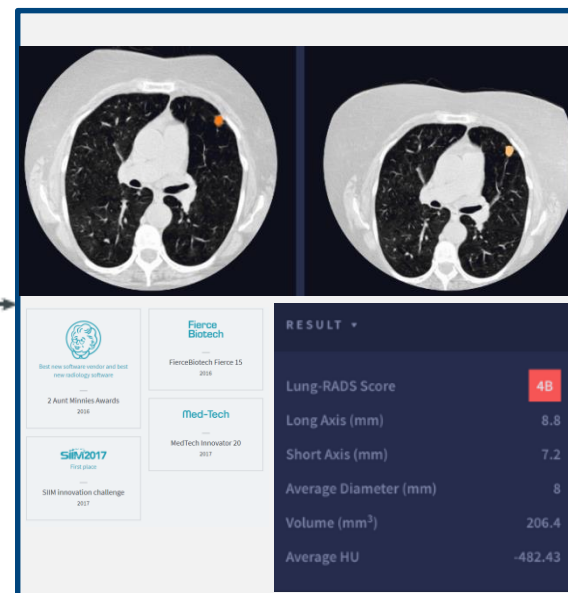 Best new software vendor and best
new radiology software
2 Aunt Minnies Awards
2016
Fierce
Biotech
FierceBiotech Fierce 15
2016
SIIM2017
First place
SIIM innovation challenge
2017
Med-Tech
MedTech Innovator 20
2017
RESULT
Lung-RADS Score 4B
Long Axis (mm) 8.8
Short Axis (mm) 7.2
Average Diameter (mm) 8
Volume (mm³) 206.4
Average HU -482.43